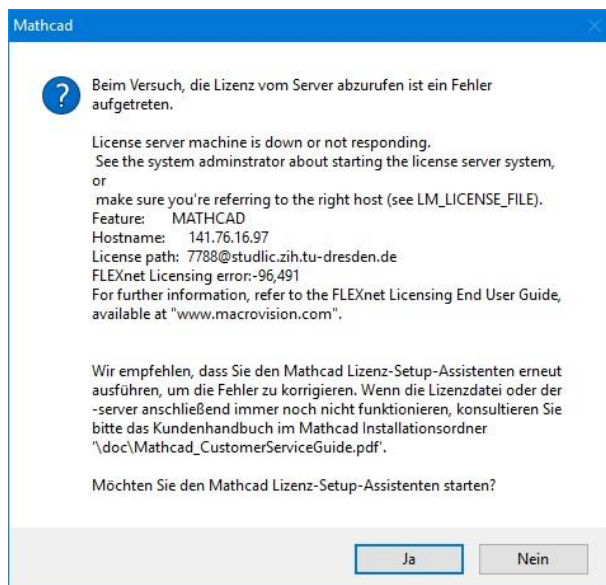 Mathcad
Beim Versuch, die Lizenz vom Server abzurufen ist ein Fehler
aufgetreten.
License server machine is down or not responding.
See the system adminstrator about starting the license server system,
or
make sure you're referring to the right host (see LM_LICENSE_FILE).
Feature: MATHCAD
Hostname: 141.76.16.97
License path: 7788@studlic.zih.tu-dresden.de
FLEXnet Licensing error:-96,491
For further information, refer to the FLEXnet Licensing End User Guide,
available at "www.macrovision.com".
Wir empfehlen, dass Sie den Mathcad Lizenz-Setup-Assistenten erneut
ausführen, um die Fehler zu korrigieren. Wenn die Lizenzdatei oder der
-server anschließend immer noch nicht funktionieren, konsultieren Sie
bitte das Kundenhandbuch im Mathcad Installationsordner
'\doc\Mathcad_CustomerServiceGuide.pdf'.
Möchten Sie den Mathcad Lizenz-Setup-Assistenten starten?
Ja Nein